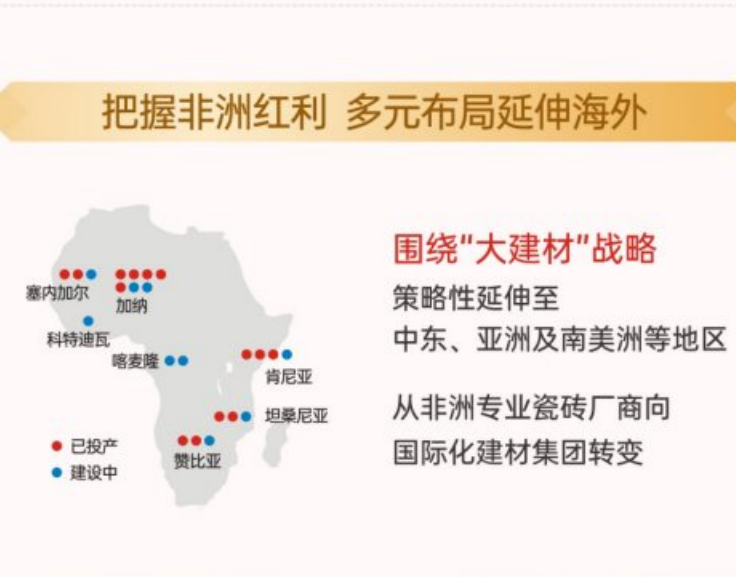 把握非洲红利 多元布局延伸海外
围绕"大建材"战略
策略性延伸至
中东、亚洲及南美洲等地区
从非洲专业瓷砖厂商向
国际化建材集团转变
塞内加尔
加纳
科特迪瓦
喀麦隆
肯尼亚
坦桑尼亚
赞比亚
已投产
建设中